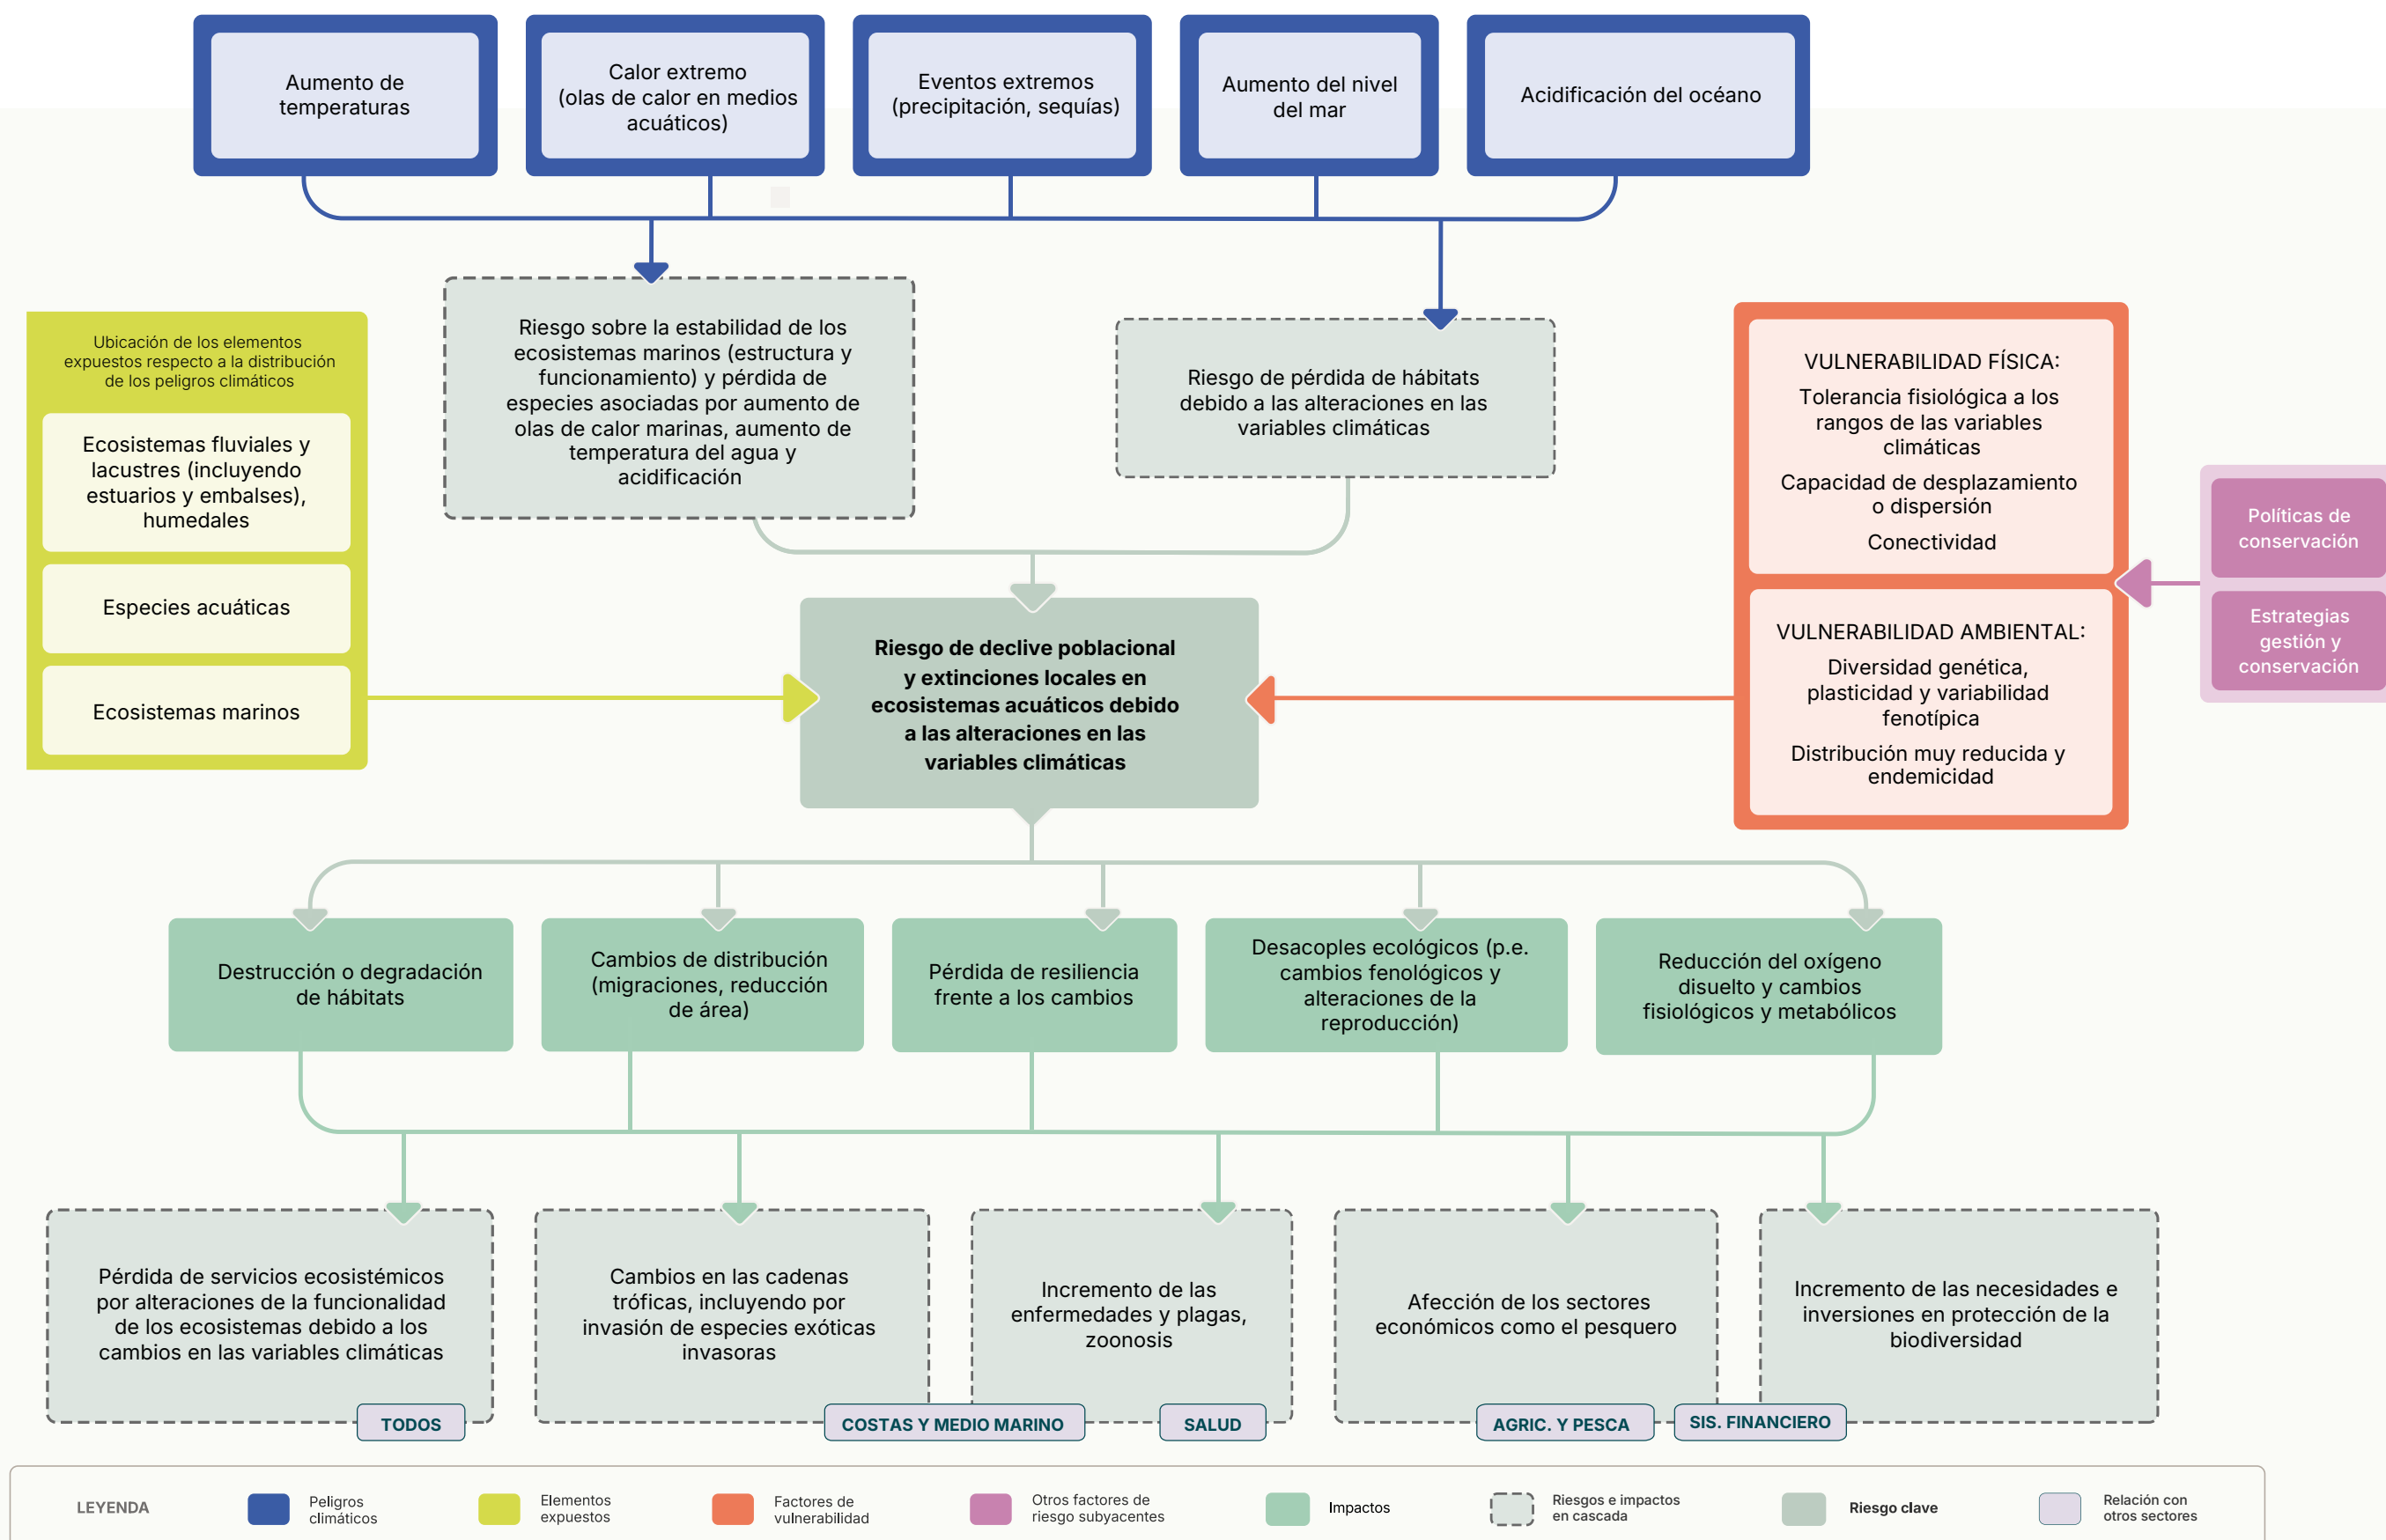 Aumento de
temperaturas
Calor extremo
(olas de calor en medios
acuáticos)
Eventos extremos
(precipitación, sequías)
Aumento del nivel
del mar
Acidificación del océano
Riesgo sobre la estabilidad de los
ecosistemas marinos (estructura y
funcionamiento) y pérdida de
especies asociadas por aumento de
olas de calor marinas, aumento de
temperatura del agua y
acidificación
Riesgo de pérdida de hábitats
debido a las alteraciones en las
variables climáticas
Ubicación de los elementos
expuestos respecto a la distribución
de los peligros climáticos
Ecosistemas fluviales y
lacustres (incluyendo
estuarios y embalses),
humedales
Especies acuáticas
Ecosistemas marinos
Riesgo de declive poblacional
y extinciones locales en
ecosistemas acuáticos debido
a las alteraciones en las
variables climáticas
VULNERABILIDAD FÍSICA:
Tolerancia fisiológica a los
rangos de las variables
climáticas
Capacidad de desplazamiento
o dispersión
Conectividad
VULNERABILIDAD AMBIENTAL:
Diversidad genética,
plasticidad y variabilidad
fenotípica
Distribución muy reducida y
endemicidad
Políticas de
conservación
Estrategias
gestión y
conservación
Destrucción o degradación
de hábitats
Cambios de distribución
(migraciones, reducción
de área)
Pérdida de resiliencia
frente a los cambios
Desacoples ecológicos (p.e.
cambios fenológicos y
alteraciones de la
reproducción)
Reducción del oxígeno
disuelto y cambios
fisiológicos y metabólicos
Pérdida de servicios ecosistémicos
por alteraciones de la funcionalidad
de los ecosistemas debido a los
cambios en las variables climáticas
TODOS
Cambios en las cadenas
tróficas, incluyendo por
invasión de especies exóticas
invasoras
COSTAS Y MEDIO MARINO
Incremento de las
enfermedades y plagas,
zoonosis
SALUD
Afección de los sectores
económicos como el pesquero
AGRIC. Y PESCA
SIS. FINANCIERO
Incremento de las necesidades e
inversiones en protección de la
biodiversidad
LEYENDA
Peligros
climáticos
Elementos
expuestos
Factores de
vulnerabilidad
Otros factores de
riesgo subyacentes
Impactos
Riesgos e impactos
en cascada
Riesgo clave
Relación con
otros sectores